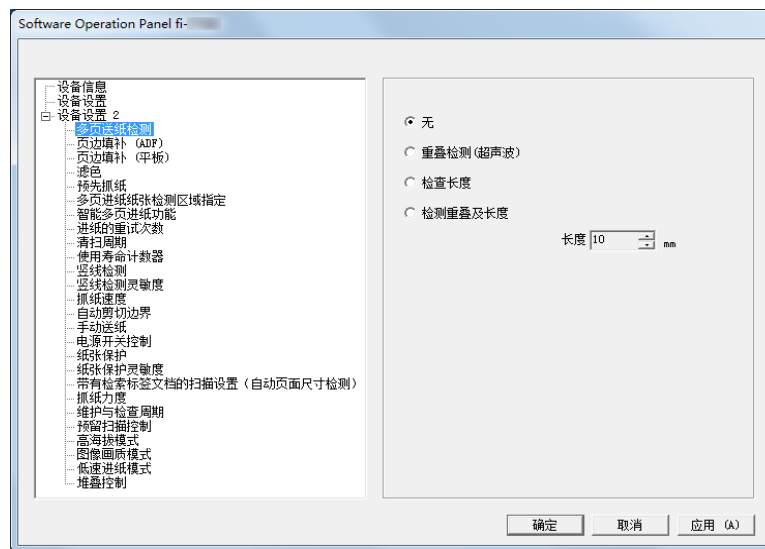 Software Operation Panel fi-
设备信息
设备设置
设备设置 2
多页送纸检测
页边填补 (ADF)
页边填补 (平板)
滤色
预先抓纸
多页进纸纸张检测区域指定
智能多页进纸功能
进纸的重试次数
清扫周期
使用寿命计数器
竖线检测
竖线检测灵敏度
抓纸速度
自动剪切边界
手动送纸
电源开关控制
纸张保护
纸张保护灵敏度
带有检索标签文档的扫描设置(自动页面尺寸检测)
抓纸力度
维护与检查周期
预留扫描控制
高海拔模式
图像画质模式
低速进纸模式
堆叠控制
无
重叠检测(超声波)
检查长度
检测重叠及长度
长度 10 mm
确定 取消 应用 (A)